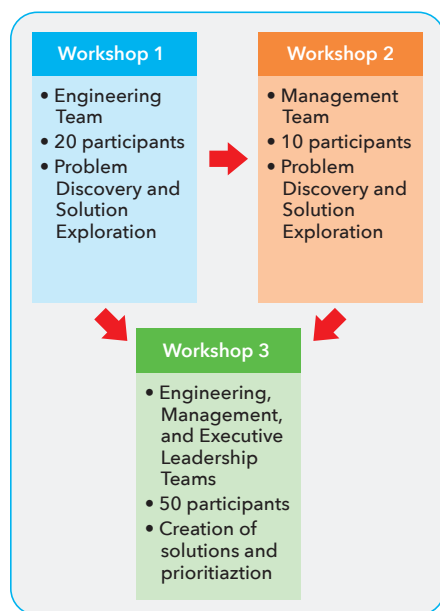 Workshop 1
• Engineering
Team
• 20 participants
• Problem
Discovery and
Solution
Exploration
Workshop 2
• Management
Team
• 10 participants
• Problem
Discovery and
Solution
Exploration
Workshop 3
• Engineering,
Management,
and Executive
Leadership
Teams
• 50 participants
• Creation of
solutions and
prioritiaztion